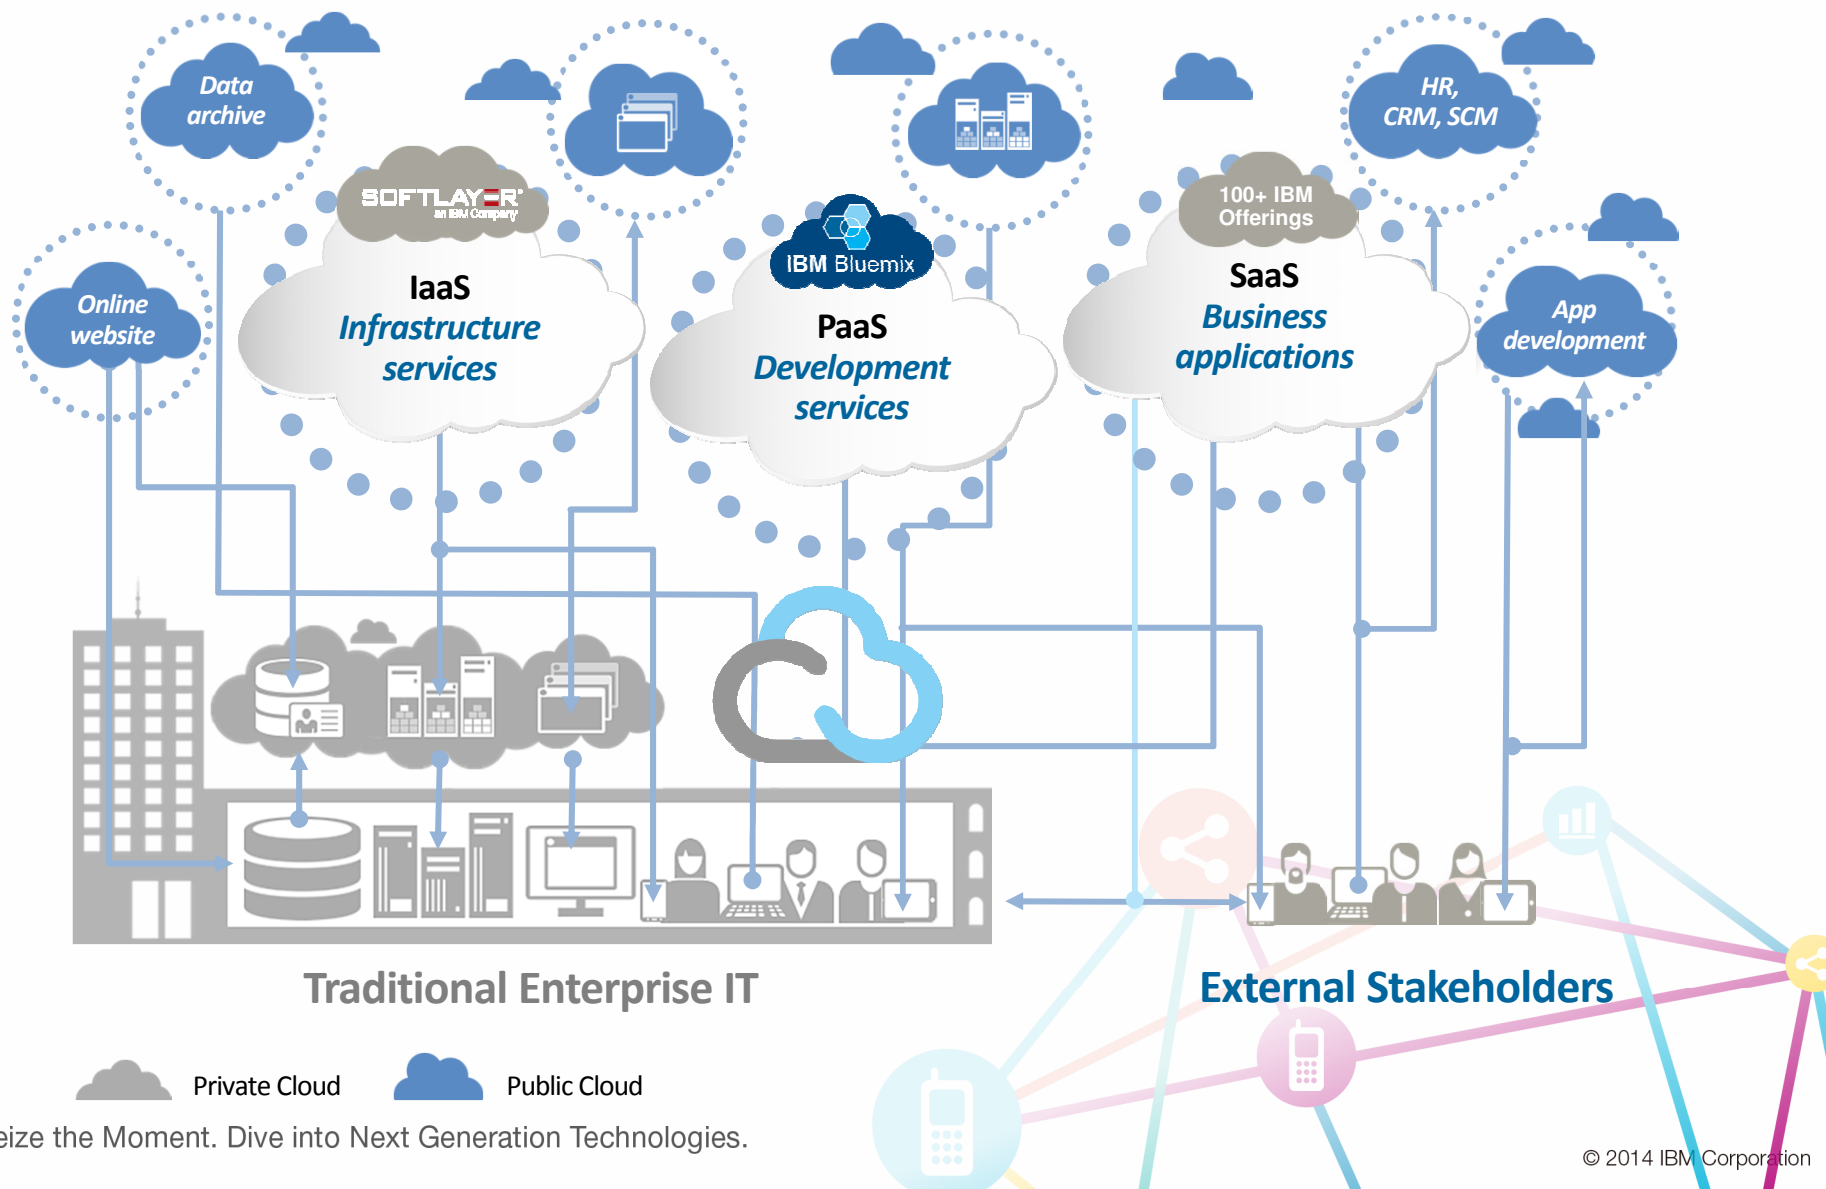 Data
archive
HR,
CRM, SCM
SOFTLAYER
an IBM Company
100+ IBM
Offerings
IBM Bluemix
IaaS
Infrastructure
services
PaaS
Development
services
SaaS
Business
applications
Online
website
App
development
Traditional Enterprise IT
External Stakeholders
Private Cloud
Public Cloud
eize the Moment. Dive into Next Generation Technologies.
© 2014 IBM Corporation